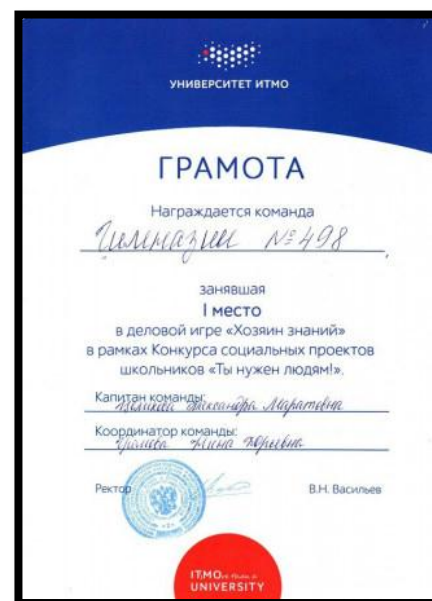 УНИВЕРСИТЕТ ИТМО
ГРАМОТА
Награждается команда
Гимназии №498,
занявшая
I место
в деловой игре «Хозяин знаний»
в рамках Конкурса социальных проектов
школьников «Ты нужен людям!».
Капитан команды:
Александра Маратовна
Координатор команды:
Нина Юрьевна
Ректор
В.Н. Васильев
ITMO
UNIVERSITY